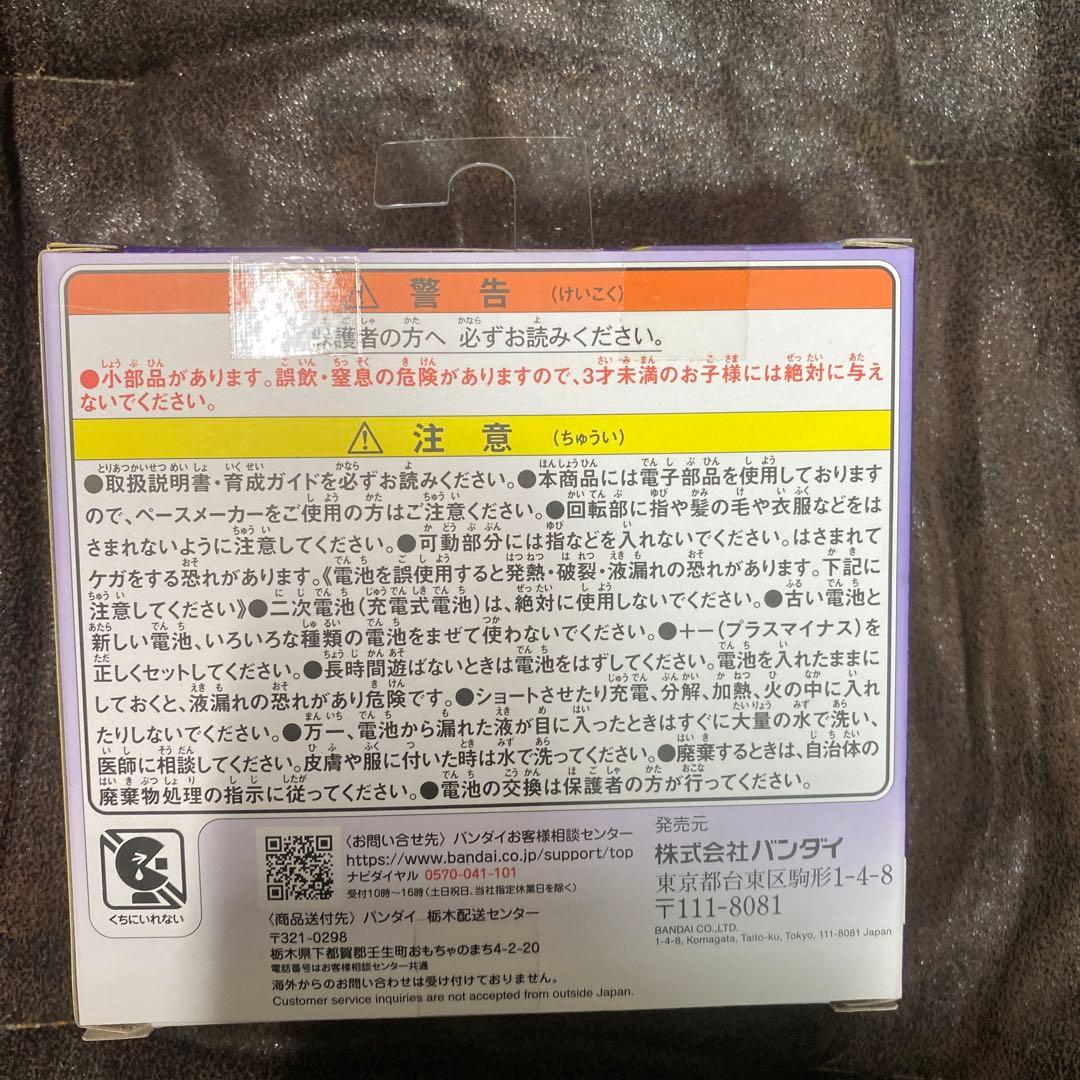 警告 (けいこく)
保護者の方へ 必ずお読みください。
●小部品があります。誤飲・窒息の危険がありますので、3才未満のお子様には絶対に与え
ないでください。
注意 (ちゅうい)
●取扱説明書・育成ガイドを必ずお読みください。●本商品には電子部品を使用しております
ので、ペースメーカーをご使用の方はご注意ください。●回転部に指や髪の毛や衣服などをは
さまれないように注意してください。●可動部分には指などを入れないでください。はさまれて
ケガをする恐れがあります。《電池を誤使用すると発熱・破裂・液漏れの恐れがあります。下記に
注意してください》●二次電池(充電式電池)は、絶対に使用しないでください。●古い電池と
新しい電池、いろいろな種類の電池をまぜて使わないでください。●+-(プラスマイナス)を
正しくセットしてください。●長時間遊ばないときは電池をはずしてください。電池を入れたままに
しておくと、液漏れの恐れがあり危険です。●ショートさせたり充電、分解、加熱、火の中に入れ
たりしないでください。●万一、電池から漏れた液が目に入ったときはすぐに大量の水で洗い、
医師に相談してください。皮膚や服に付いた時は水で洗ってください。●廃棄するときは、自治体の
廃棄物処理の指示に従ってください。●電池の交換は保護者の方が行ってください。
くちにいれない
〈お問い合せ先〉バンダイお客様相談センター
https://www.bandai.co.jp/support/top
ナビダイヤル 0570-041-101
受付10時〜16時(土日祝日、当社指定休業日を除く)
〈商品送付先〉バンダイ 栃木配送センター
〒321-0298
栃木県下都賀郡壬生町おもちゃのまち4-2-20
電話番号はお客様相談センター共通
海外からのお問い合わせは受け付けておりません。
Customer service inquiries are not accepted from outside Japan.
発売元
株式会社バンダイ
東京都台東区駒形1-4-8
〒111-8081
BANDAI CO.,LTD.
1-4-8, Komagata, Taito-ku, Tokyo, 111-8081 Japan